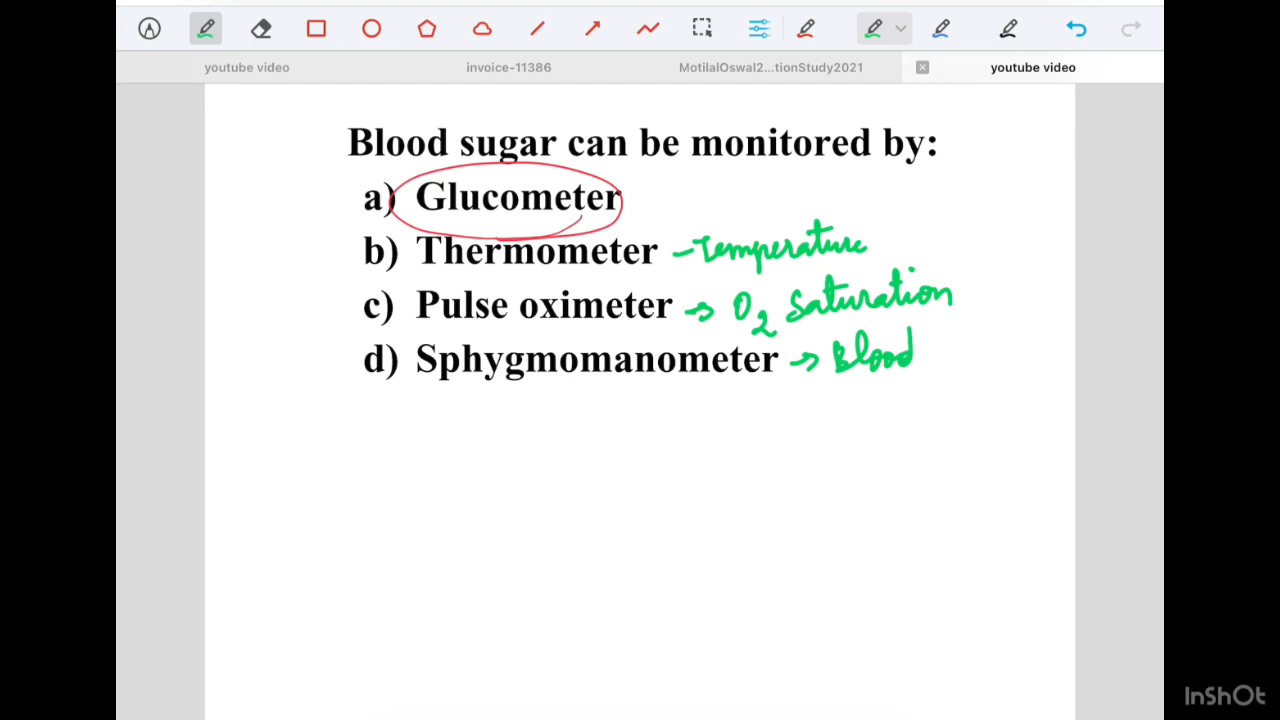 youtube video invoice-11386 MotilalOswal2...tionStudy2021 youtube video
Blood sugar can be monitored by:
a) Glucometer
b) Thermometer - Temperature
c) Pulse oximeter → O2 Saturation
d) Sphygmomanometer → Blood
InShOt